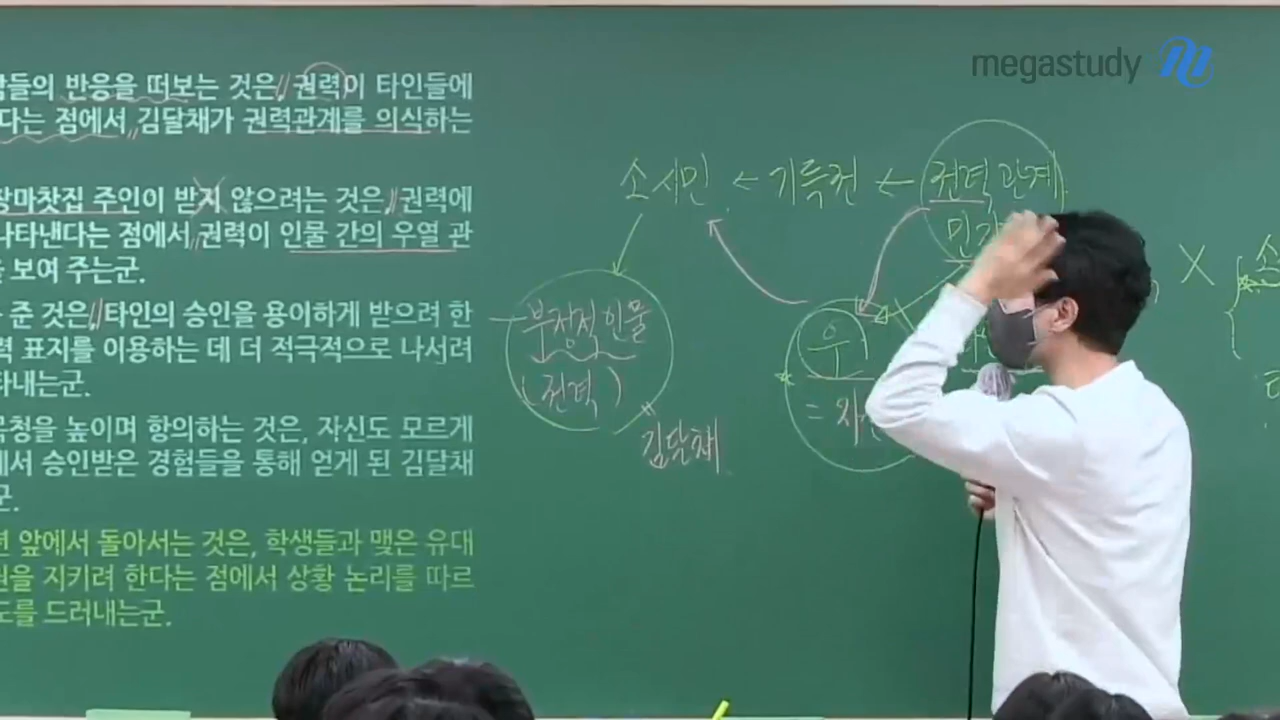 megastudy
들의 반응을 떠보는 것은, 권력이 타인들에
다는 점에서 김달채가 권력관계를 의식하는
장마찻집 주인이 받지 않으려는 것은, 권력에
나타낸다는 점에서 권력이 인물 간의 우열 관
보여 주는군.
준 것은, 타인의 승인을 용이하게 받으려 한
표지를 이용하는 데 더 적극적으로 나서려
타내는군.
목청을 높이며 항의하는 것은, 자신도 모르게
에서 승인받은 경험들을 통해 얻게 된 김달채
군.
앞에서 돌아서는 것은, 학생들과 맺은 유대
을 지키려 한다는 점에서 상황 논리를 따르
도를 드러내는군.
소시민 ← 기득권 ← 권력관계
부정적 인물
(권력)
김달채
우
=
X